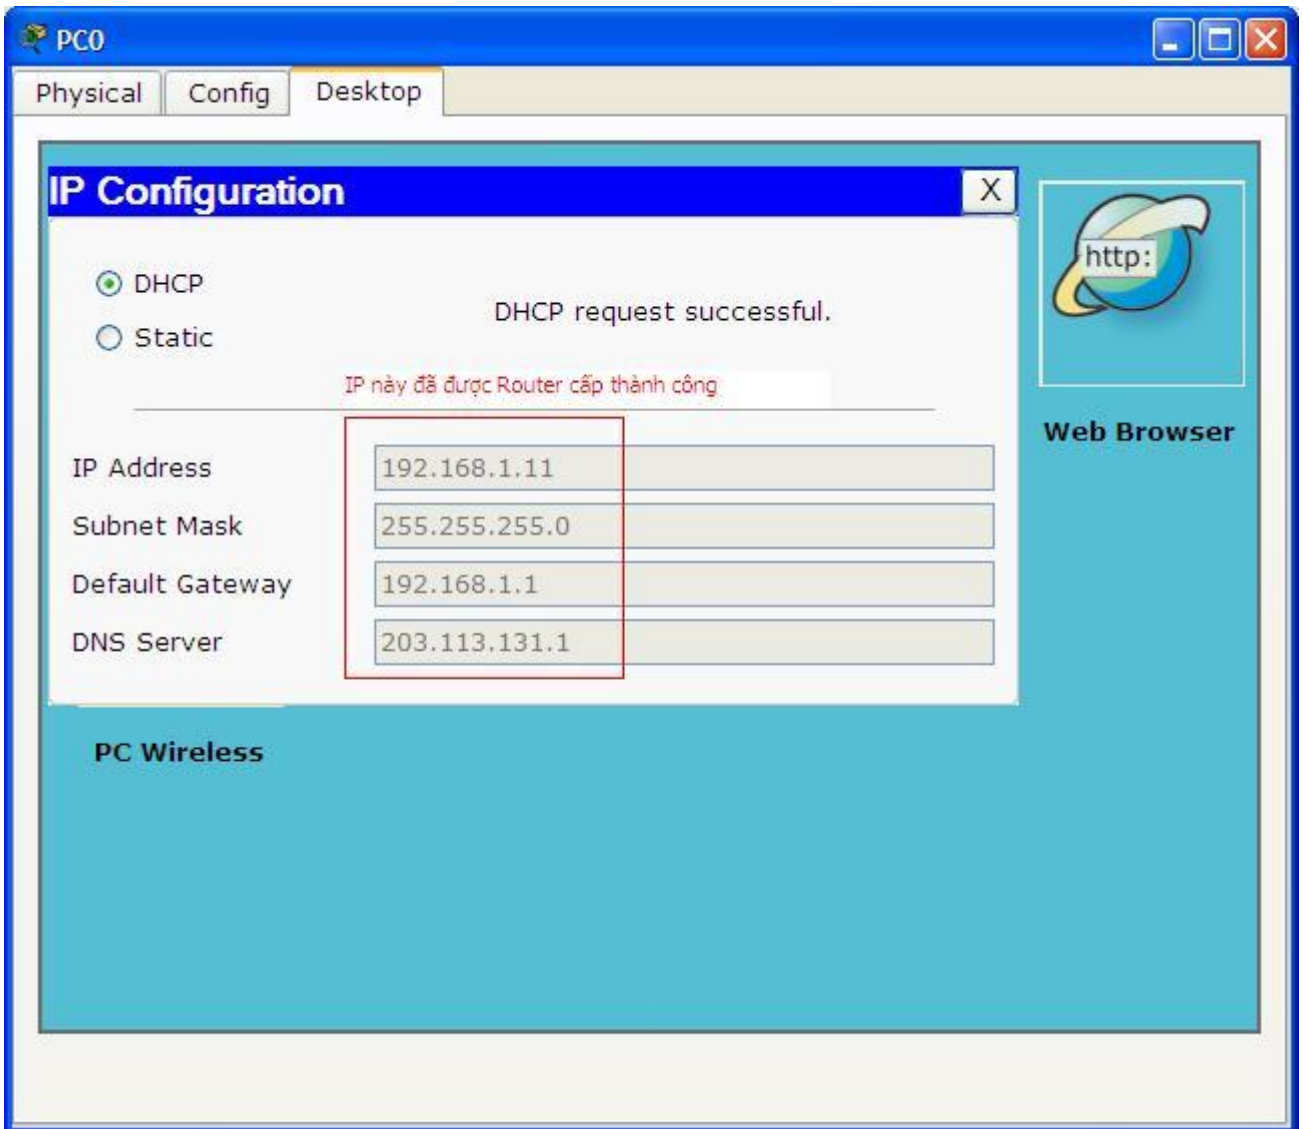 PC0
Physical Config Desktop
IP Configuration X
http:
DHCP
DHCP request successful.
Static
IP này đã được Router cấp thành công
Web Browser
IP Address 192.168.1.11
Subnet Mask 255.255.255.0
Default Gateway 192.168.1.1
DNS Server 203.113.131.1
PC Wireless